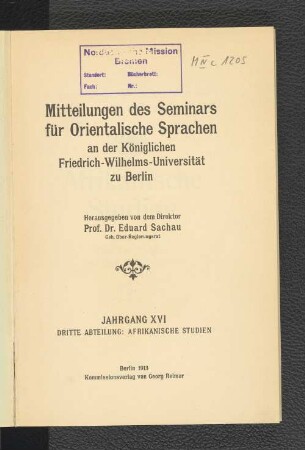 Mission
Bremen
Standort: Bücherbrett:
Fach: Nr.:
Mitteilungen des Seminars
für Orientalische Sprachen
an der Königlichen
Friedrich-Wilhelms-Universität
zu Berlin
Herausgegeben von dem Direktor
Prof. Dr. Eduard Sachau
Geh. Ober-Regierungsrat
JAHRGANG XVI
DRITTE ABTEILUNG: AFRIKANISCHE STUDIEN
Berlin 1913
Kommissionsverlag von Georg Reimer